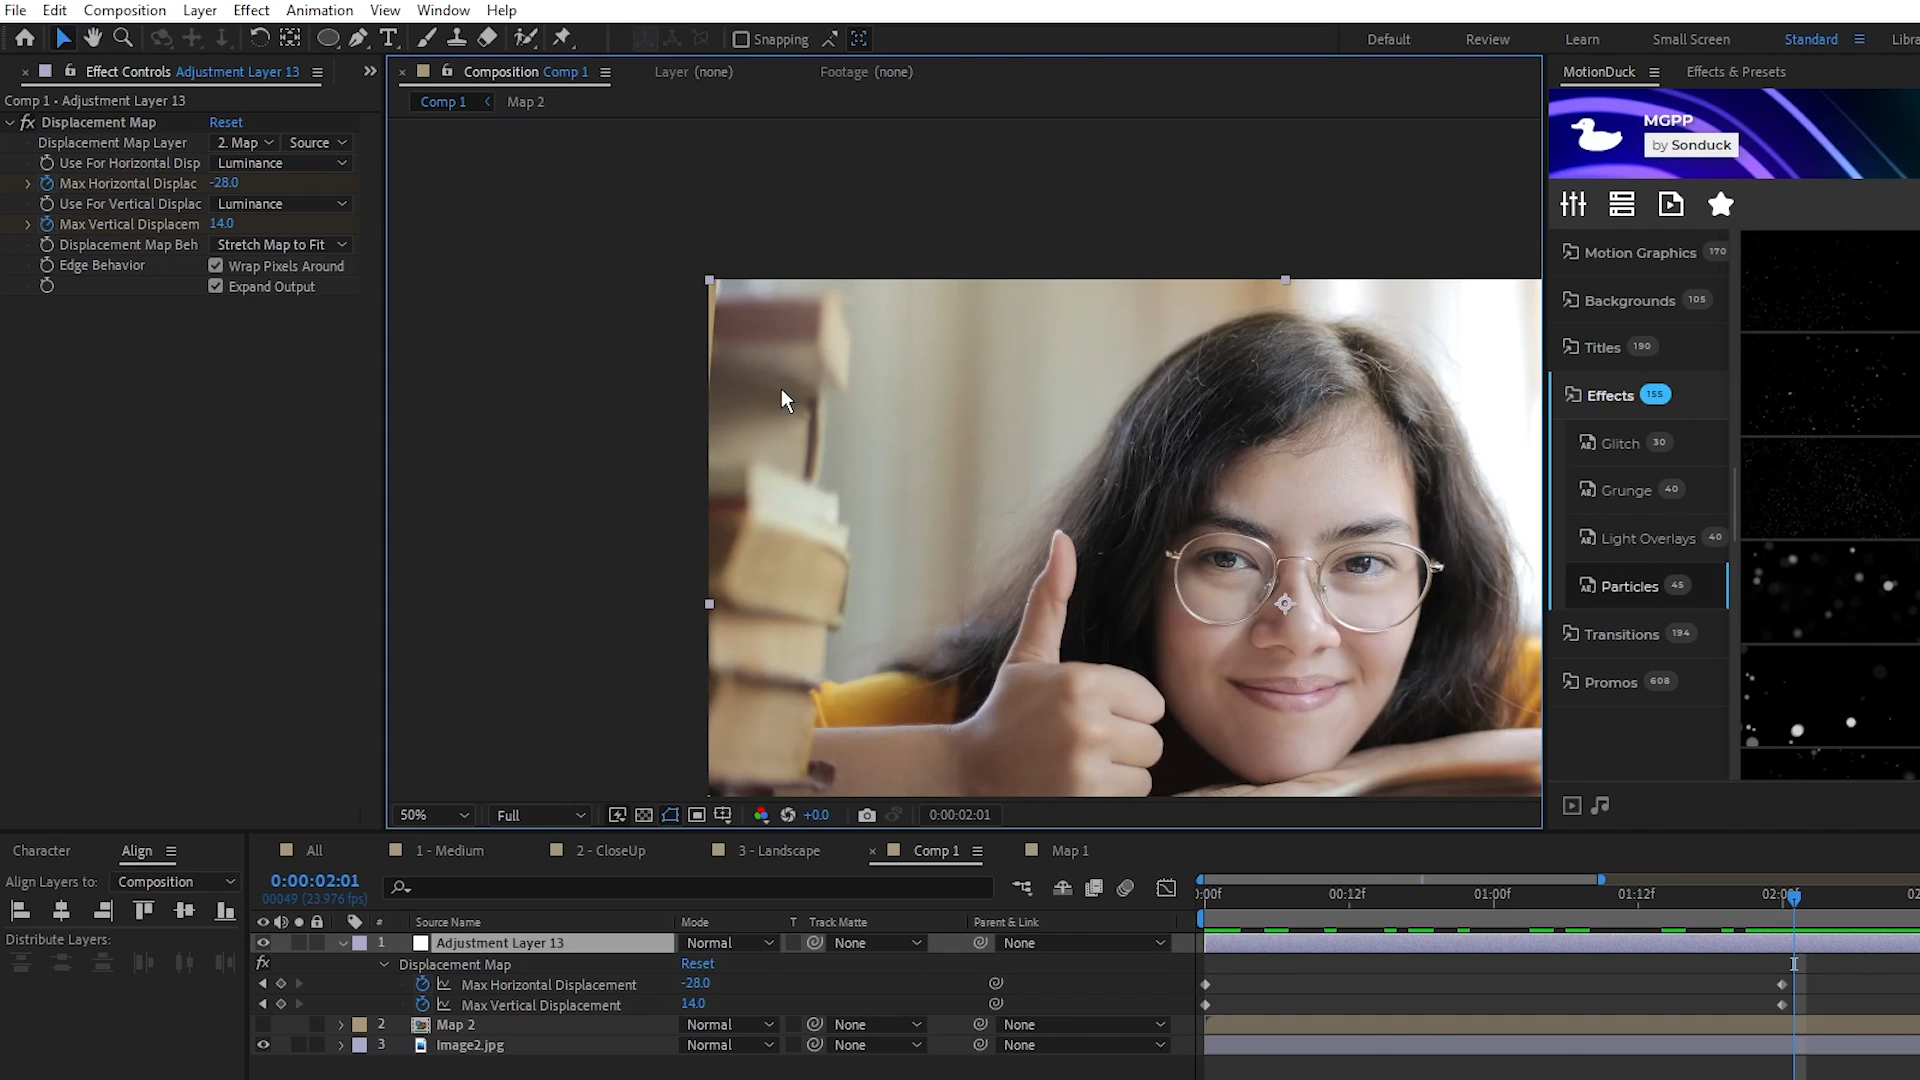 File Edit Composition Layer Effect Animation View Window Help
Snapping
Default Review Learn Small Screen Standard Libra
Effect Controls Adjustment Layer 13
Composition Comp 1
Layer (none)
Footage (none)
MotionDuck
Effects & Presets
Comp 1 • Adjustment Layer 13
Comp 1 Map 2
fx Displacement Map Reset
Displacement Map Layer 2. Map Source
Use For Horizontal Disp Luminance
Max Horizontal Displac -28.0
Use For Vertical Displac Luminance
Max Vertical Displacem 14.0
Displacement Map Beh Stretch Map to Fit
Edge Behavior Wrap Pixels Around
Expand Output
MGPP
by Sonduck
Motion Graphics 170
Backgrounds 105
Titles 190
Effects 155
Glitch 30
Grunge 40
Light Overlays 40
Particles 45
Transitions 194
Promos 608
50% Full +0.0 0:00:02:01
Character Align
Align Layers to: Composition
Distribute Layers:
All 1 - Medium 2 - CloseUp 3 - Landscape Comp 1 Map 1
0:00:02:01
00049 (23.976 fps)
:00f 00:12f 01:00f 01:12f 02:00f 02
# Source Name Mode T Track Matte Parent & Link
1 Adjustment Layer 13 Normal None None
fx Displacement Map Reset
Max Horizontal Displacement -28.0
Max Vertical Displacement 14.0
2 Map 2 Normal None None
3 Image2.jpg Normal None None